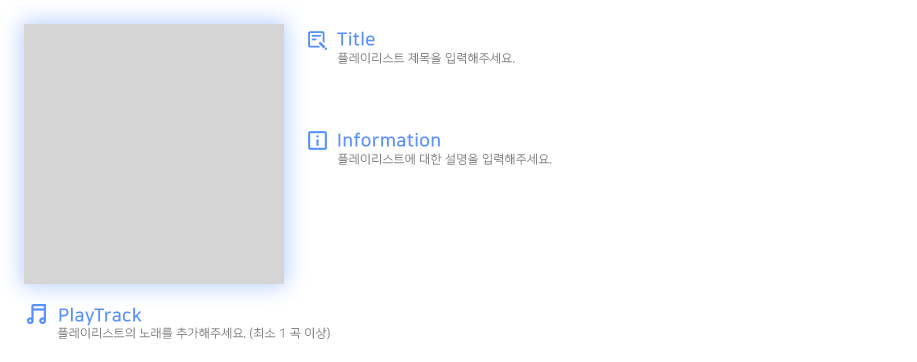 Title
플레이리스트 제목을 입력해주세요.
Information
플레이리스트에 대한 설명을 입력해주세요.
PlayTrack
플레이리스트의 노래를 추가해주세요. (최소 1 곡 이상)